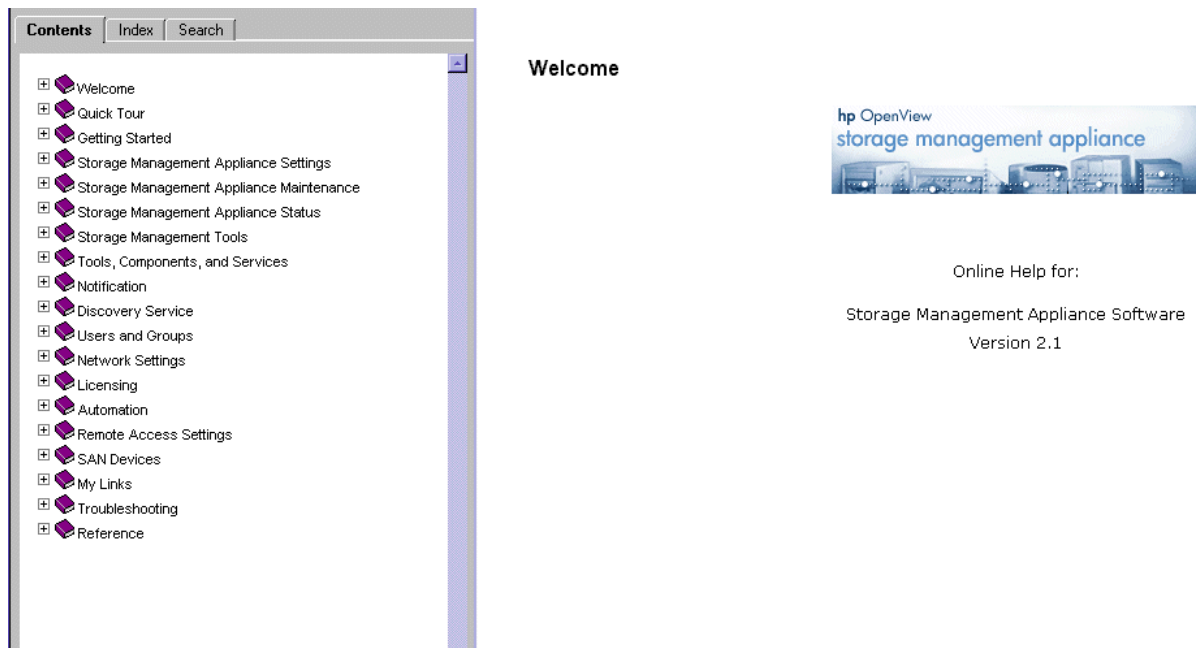 Contents Index Search
Welcome
Quick Tour
Getting Started
Storage Management Appliance Settings
Storage Management Appliance Maintenance
Storage Management Appliance Status
Storage Management Tools
Tools, Components, and Services
Notification
Discovery Service
Users and Groups
Network Settings
Licensing
Automation
Remote Access Settings
SAN Devices
My Links
Troubleshooting
Reference
Welcome
hp OpenView
storage management appliance
Online Help for:
Storage Management Appliance Software
Version 2.1